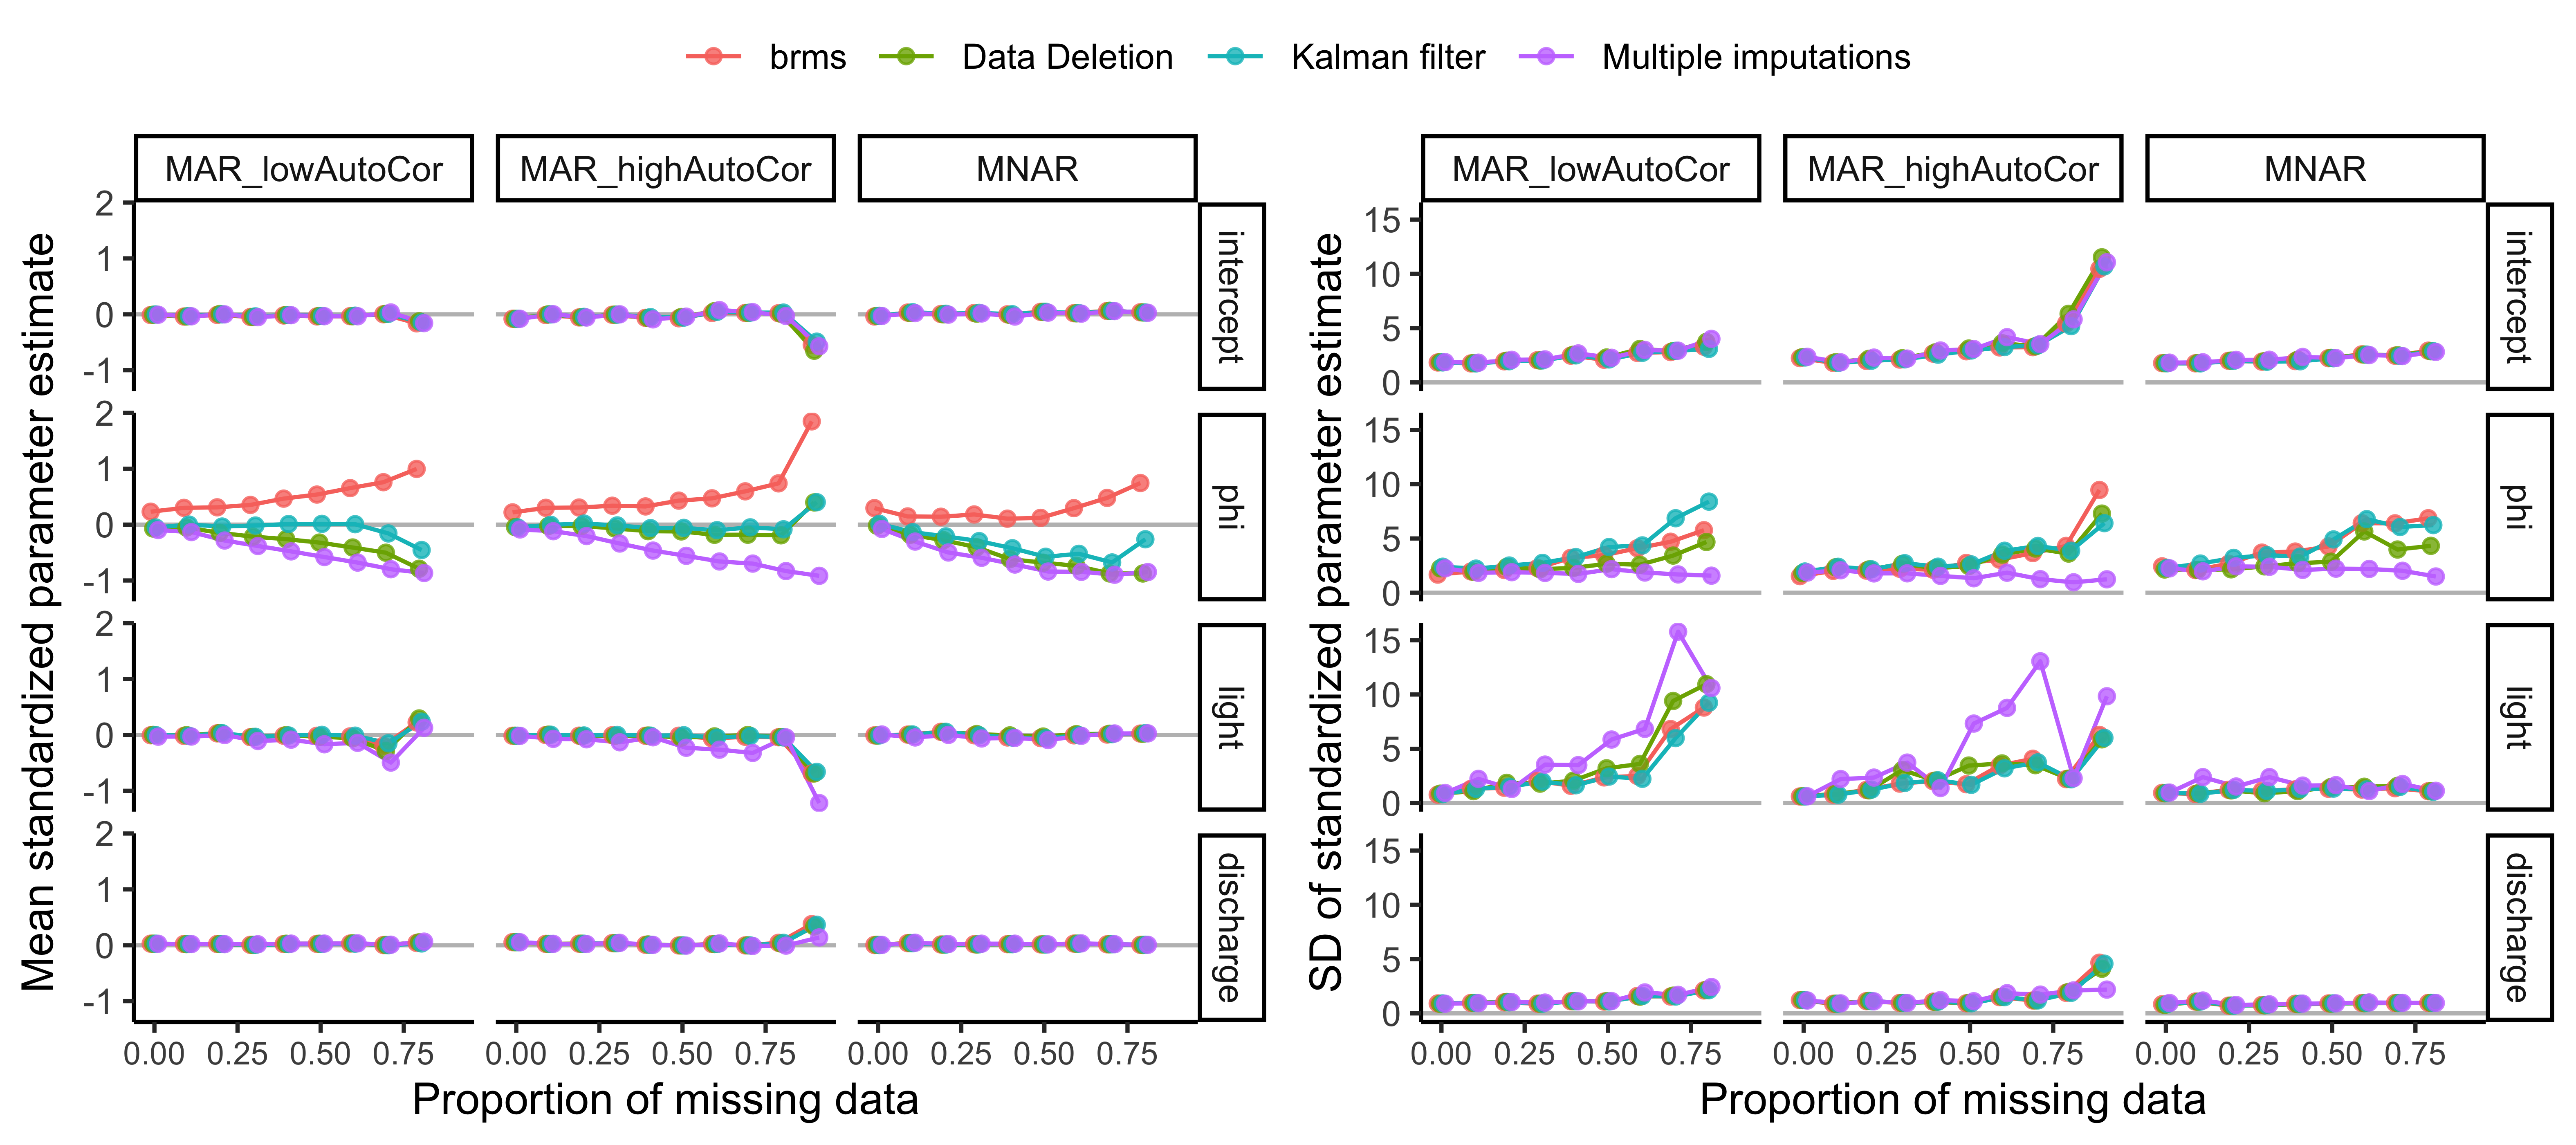 brms Data Deletion Kalman filter Multiple imputations
MAR_lowAutoCor MAR_highAutoCor MNAR
Mean standardized parameter estimate
2
1
0
-1
intercept
2
1
0
-1
phi
2
1
0
-1
light
2
1
0
-1
discharge
0.00 0.25 0.50 0.75 0.00 0.25 0.50 0.75 0.00 0.25 0.50 0.75
Proportion of missing data
MAR_lowAutoCor MAR_highAutoCor MNAR
SD of standardized parameter estimate
15
10
5
0
intercept
15
10
5
0
phi
15
10
5
0
light
15
10
5
0
discharge
0.00 0.25 0.50 0.75 0.00 0.25 0.50 0.75 0.00 0.25 0.50 0.75
Proportion of missing data